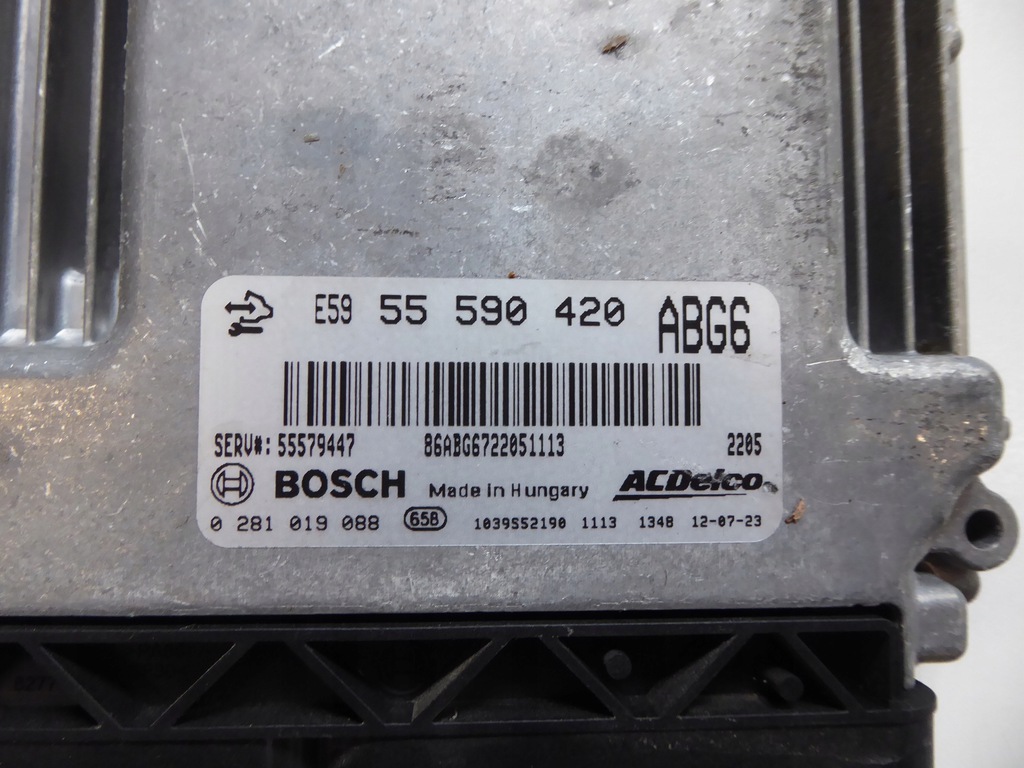 E59 55 590 420 ABG6
SERV#: 55579447 86ABG6722051113 2205
BOSCH Made in Hungary ACDelco
0 281 019 088 658 1039S52190 1113 1348 12-07-23